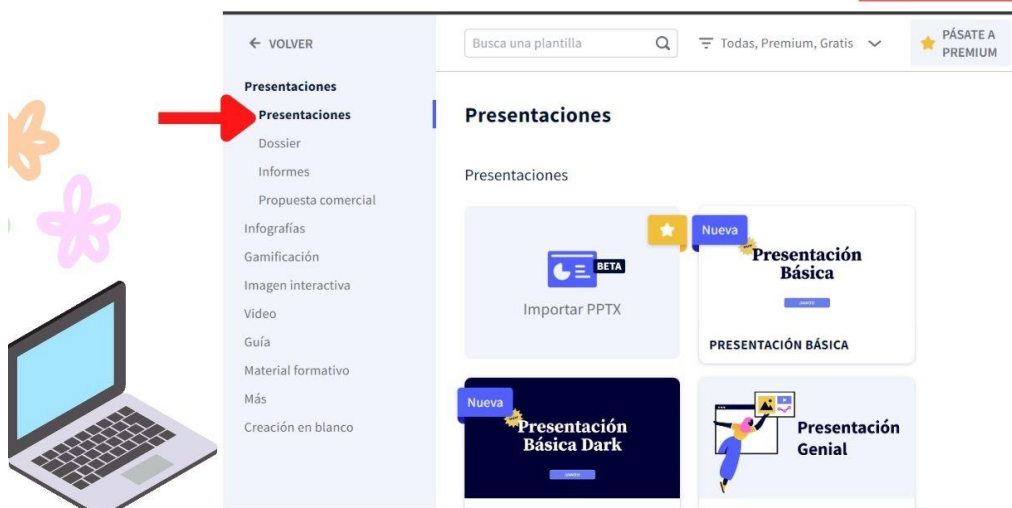 ← VOLVER
Busca una plantilla
Todas, Premium, Gratis
PÁSATE A
PREMIUM
Presentaciones
Presentaciones
Dossier
Informes
Propuesta comercial
Infografías
Gamificación
Imagen interactiva
Video
Guía
Material formativo
Más
Creación en blanco
Presentaciones
Presentaciones
BETA
Importar PPTX
Nueva
Presentación
Básica
PRESENTACIÓN BÁSICA
Nueva
Presentación
Básica Dark
Presentación
Genial